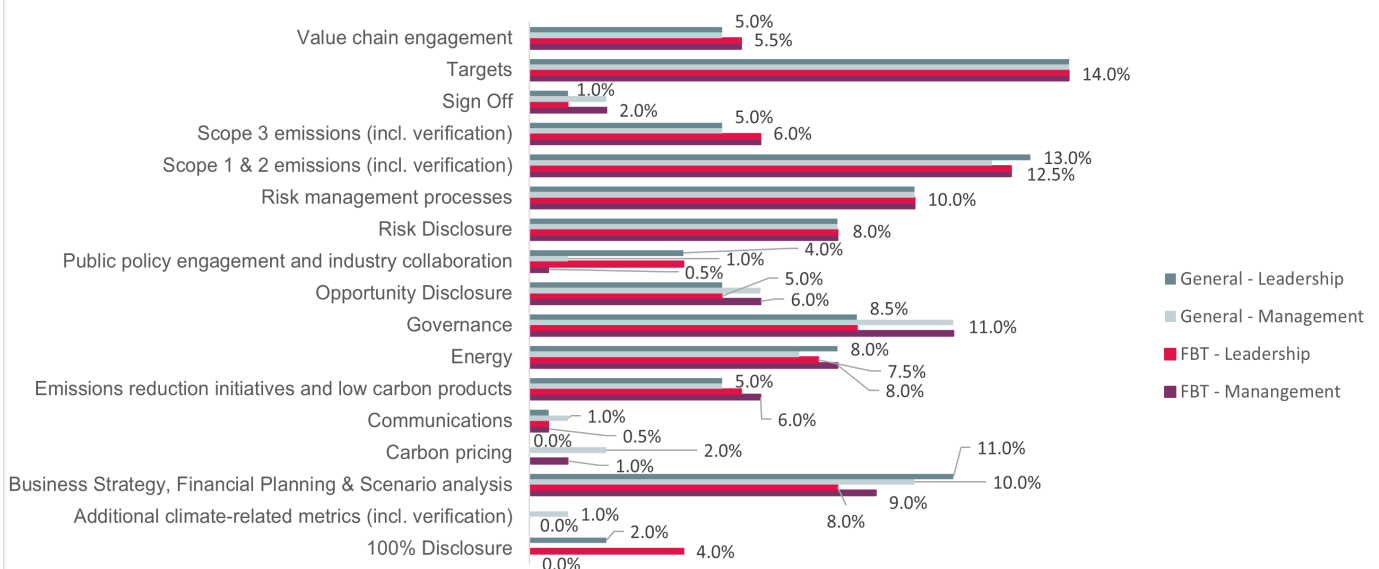 5.0%
Value chain engagement
5.5%
Targets
14.0%
1.0%
Sign Off
2.0%
5.0%
Scope 3 emissions (incl. verification)
6.0%
13.0%
Scope 1 & 2 emissions (incl. verification)
12.5%
Risk management processes
10.0%
Risk Disclosure
8.0%
4.0%
Public policy engagement and industry collaboration
1.0%
0.5%
5.0%
Opportunity Disclosure
6.0%
8.5%
Governance
11.0%
8.0%
Energy
7.5%
8.0%
Emissions reduction initiatives and low carbon products
5.0%
6.0%
Communications
1.0%
0.5%
0.0%
Carbon pricing
2.0%
1.0%
11.0%
Business Strategy, Financial Planning & Scenario analysis
10.0%
9.0%
8.0%
Additional climate-related metrics (incl. verification)
1.0%
0.0%
2.0%
100% Disclosure
4.0%
0.0%
General - Leadership
General - Management
FBT - Leadership
FBT - Manangement